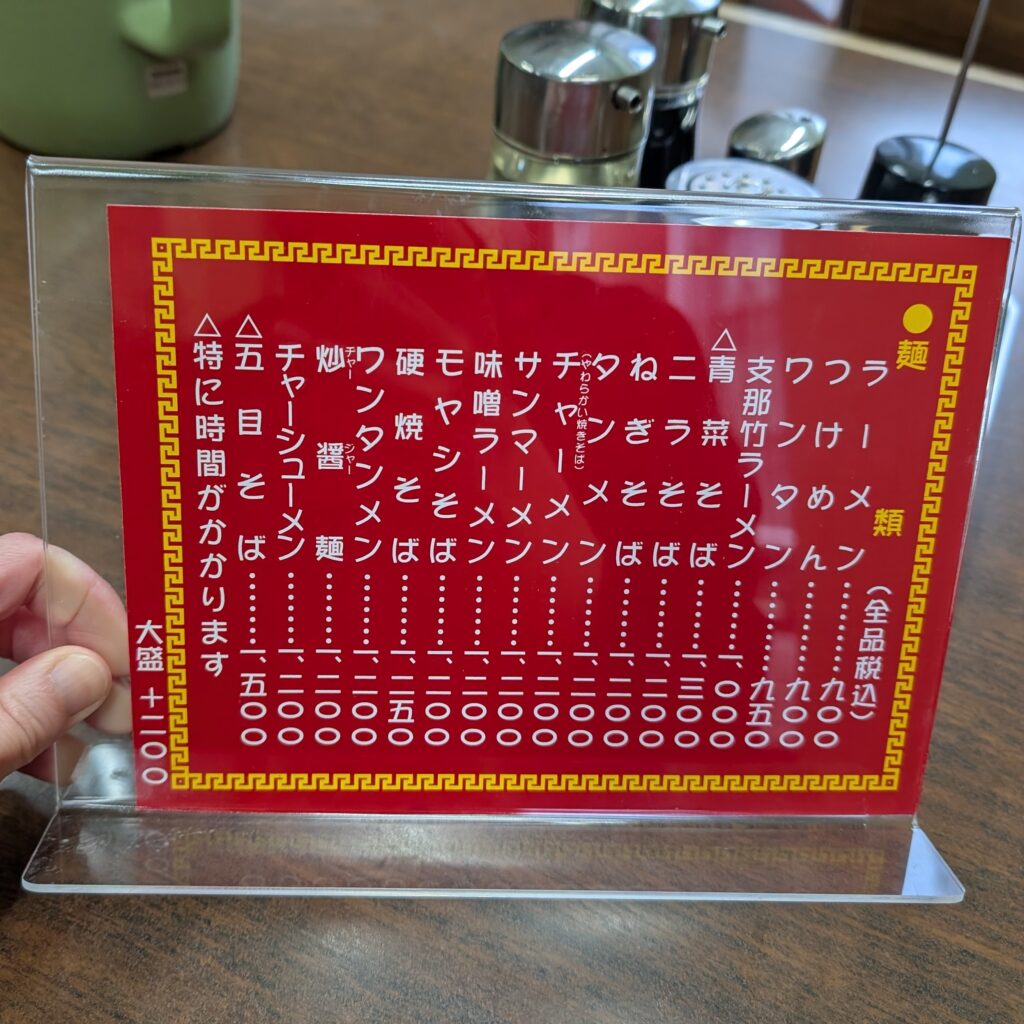 ●麺類
(全品税込)
ラーメン………九〇〇
つけめん………九〇〇
ワンタン………九五〇
支那竹ラーメン………一、〇〇〇
△青菜そば………一、三〇〇
ニラそば………一、二〇〇
ねぎそば………一、二〇〇
タンメン………一、二〇〇
チャーメン………一、二〇〇
(やわらかい焼きそば)
サンマーメン………一、二〇〇
味噌ラーメン………一、二〇〇
モヤシそば………一、二〇〇
硬焼そば………一、二五〇
ワンタンメン………一、二〇〇
炒醤麺………一、二〇〇
チャー ジャー
チャーシューメン………一、二〇〇
△五目そば………一、五〇〇
△特に時間がかかります
大盛 +二〇〇